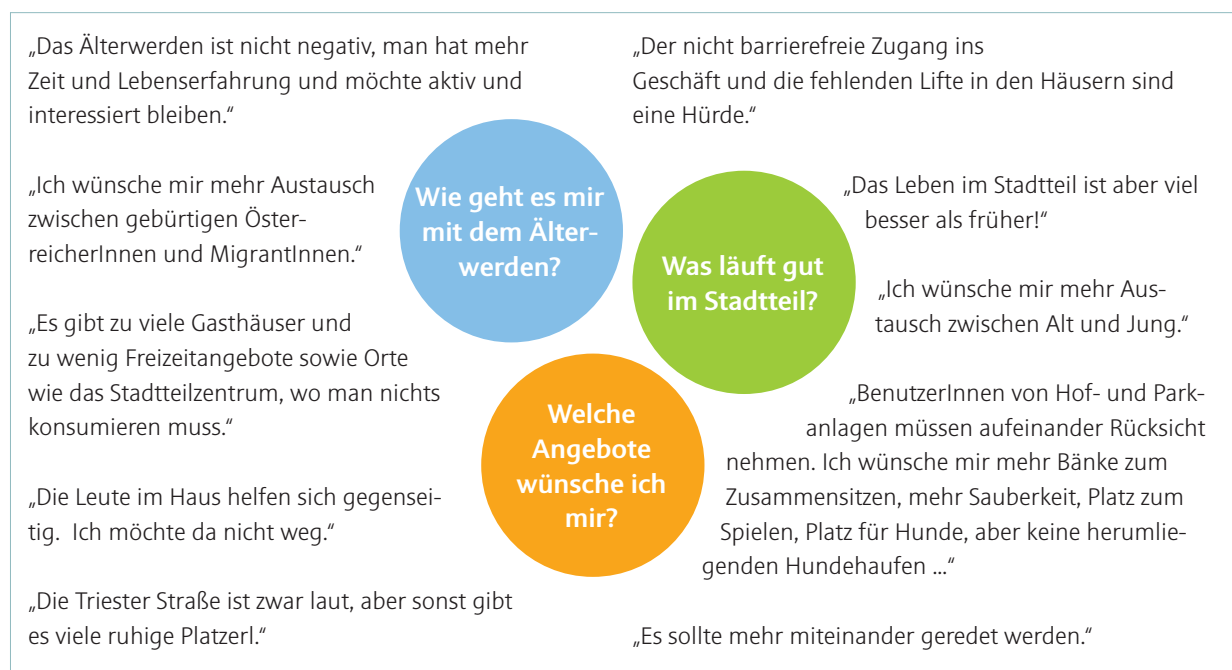 „Das Älterwerden ist nicht negativ, man hat mehr
Zeit und Lebenserfahrung und möchte aktiv und
interessiert bleiben.“
„Ich wünsche mir mehr Austausch
zwischen gebürtigen Öster-
reicherInnen und MigrantInnen.“
„Es gibt zu viele Gasthäuser und
zu wenig Freizeitangebote sowie Orte
wie das Stadtteilzentrum, wo man nichts
konsumieren muss.“
„Die Leute im Haus helfen sich gegensei-
tig. Ich möchte da nicht weg.“
„Die Triester Straße ist zwar laut, aber sonst gibt
es viele ruhige Platzerl.“
Wie geht es mir
mit dem Älter-
werden?
Was läuft gut
im Stadtteil?
Welche
Angebote
wünsche ich
mir?
„Der nicht barrierefreie Zugang ins
Geschäft und die fehlenden Lifte in den Häusern sind
eine Hürde.“
„Das Leben im Stadtteil ist aber viel
besser als früher!“
„Ich wünsche mir mehr Aus-
tausch zwischen Alt und Jung.“
„BenutzerInnen von Hof- und Park-
anlagen müssen aufeinander Rücksicht
nehmen. Ich wünsche mir mehr Bänke zum
Zusammensitzen, mehr Sauberkeit, Platz zum
Spielen, Platz für Hunde, aber keine herumlie-
genden Hundehaufen ...“
„Es sollte mehr miteinander geredet werden.“